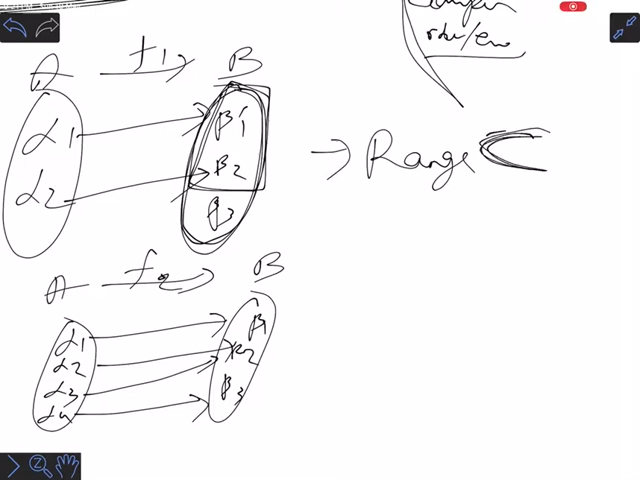 A f1 B
α1 β1
α2 β2
β3
→ Range ⊂
A f2 B
α1 β1
α2 β2
α3 β3
α4